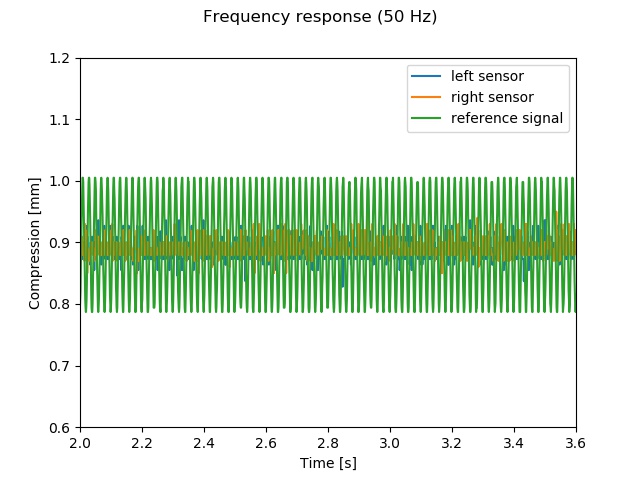 Frequency response (50 Hz)
1.2
1.1
1.0
0.9
0.8
0.7
0.6
Compression [mm]
left sensor
right sensor
reference signal
2.0 2.2 2.4 2.6 2.8 3.0 3.2 3.4 3.6
Time [s]